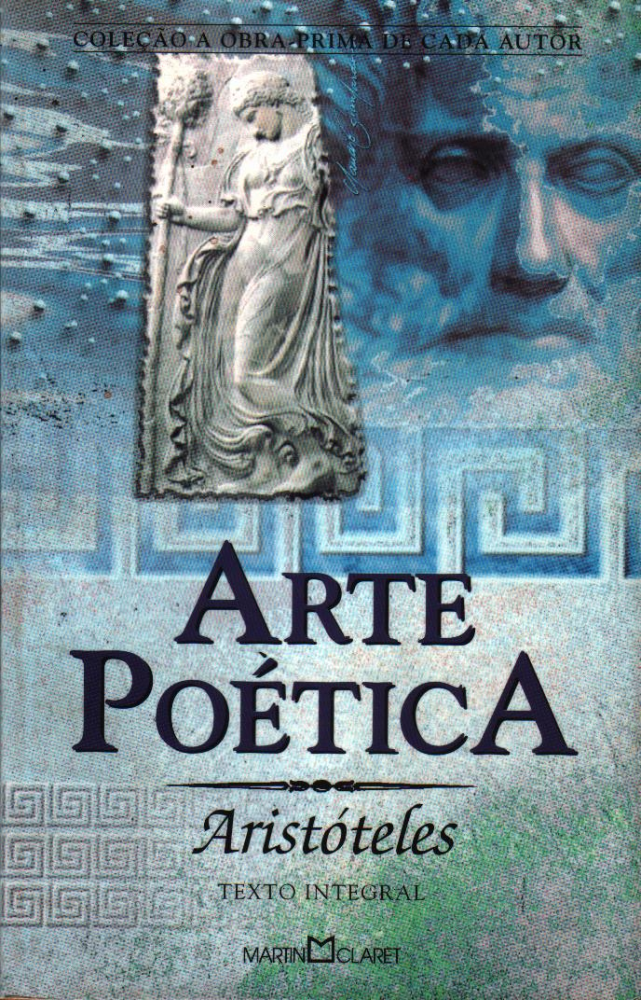 COLEÇÃO A OBRA-PRIMA DE CADA AUTOR
ARTE
POÉTICA
Aristóteles
TEXTO INTEGRAL
MARTIN CLARET